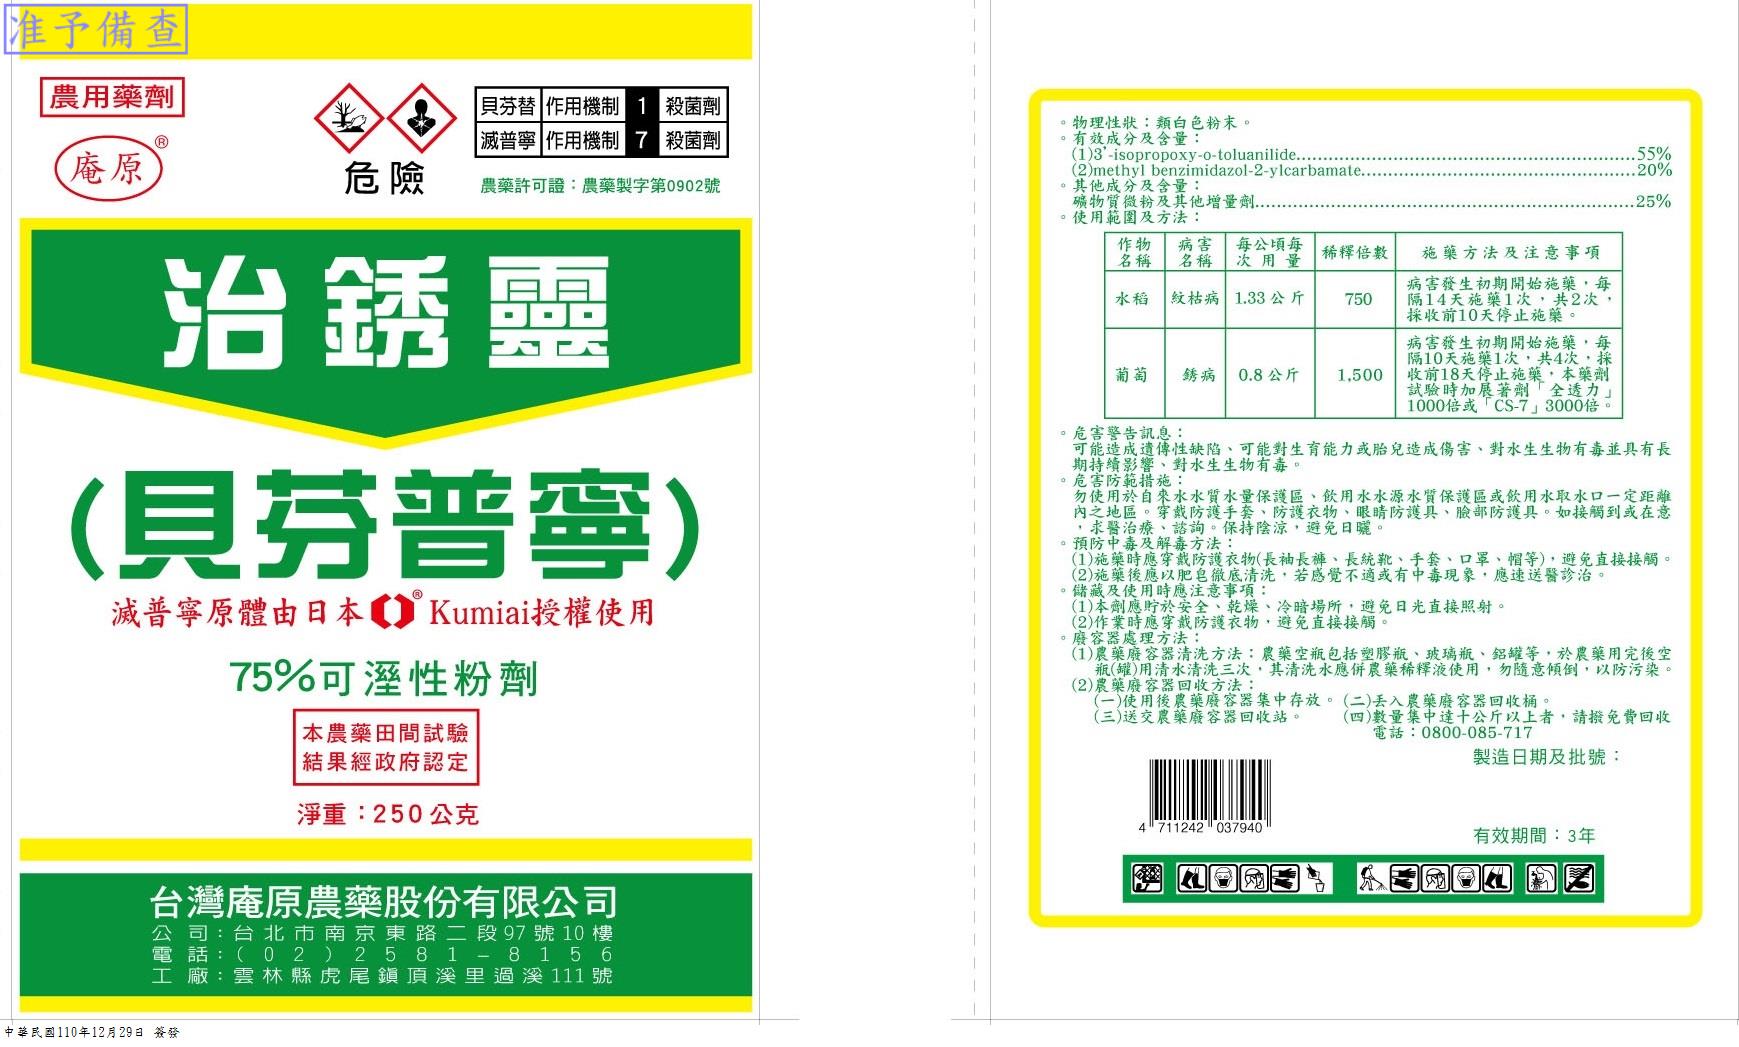 准予備查
農用藥劑
庵原®
危險
貝芬替 作用機制 1 殺菌劑
滅普寧 作用機制 7 殺菌劑
農藥許可證：農藥製字第0902號
治銹靈
(貝芬普寧)
滅普寧原體由日本®Kumiai授權使用
75%可溼性粉劑
本農藥田間試驗
結果經政府認定
淨重：250公克
台灣庵原農藥股份有限公司
公司：台北市南京東路二段97號10樓
電話：(02)2581-8156
工廠：雲林縣虎尾鎮頂溪里過溪111號
中華民國110年12月29日 簽發
。物理性狀：類白色粉末。
。有效成分及含量：
(1)3’-isopropoxy-o-toluanilide..........55%
(2)methyl benzimidazol-2-ylcarbamate..........20%
。其他成分及含量：
礦物質微粉及其他增量劑..........25%
。使用範圍及方法：
作物名稱 病害名稱 每公頃每次用量 稀釋倍數 施藥方法及注意事項
水稻 紋枯病 1.33公斤 750 病害發生初期開始施藥，每
隔14天施藥1次，共2次，
採收前10天停止施藥。
葡萄 銹病 0.8公斤 1,500 病害發生初期開始施藥，每
隔10天施藥1次，共4次，採
收前18天停止施藥，本藥劑
試驗時加展著劑「全透力」
1000倍或「CS-7」3000倍。
。危害警告訊息：
可能造成遺傳性缺陷、可能對生育能力或胎兒造成傷害、對水生生物有毒並具有長
期持續影響、對水生生物有毒。
。危害防範措施：
勿使用於自來水水質水量保護區、飲用水水源水質保護區或飲用水取水口一定距離
內之地區。穿戴防護手套、防護衣物、眼睛防護具、臉部防護具。如接觸到或在意
，求醫治療、諮詢。保持陰涼，避免日曬。
。預防中毒及解毒方法：
(1)施藥時應穿戴防護衣物(長袖長褲、長統靴、手套、口罩、帽等)，避免直接接觸。
(2)施藥後應以肥皂徹底清洗，若感覺不適或有中毒現象，應速送醫診治。
。儲藏及使用時應注意事項：
(1)本劑應貯於安全、乾燥、冷暗場所，避免日光直接照射。
(2)作業時應穿戴防護衣物，避免直接接觸。
。廢容器處理方法：
(1)農藥廢容器清洗方法：農藥空瓶包括塑膠瓶、玻璃瓶、鋁罐等，於農藥用完後空
瓶(罐)用清水清洗三次，其清洗水應併農藥稀釋液使用，勿隨意傾倒，以防污染。
(2)農藥廢容器回收方法：
(一)使用後農藥廢容器集中存放。(二)丟入農藥廢容器回收桶。
(三)送交農藥廢容器回收站。 (四)數量集中達十公斤以上者，請撥免費回收
電話：0800-085-717
製造日期及批號：
4 711242 037940
有效期間：3年